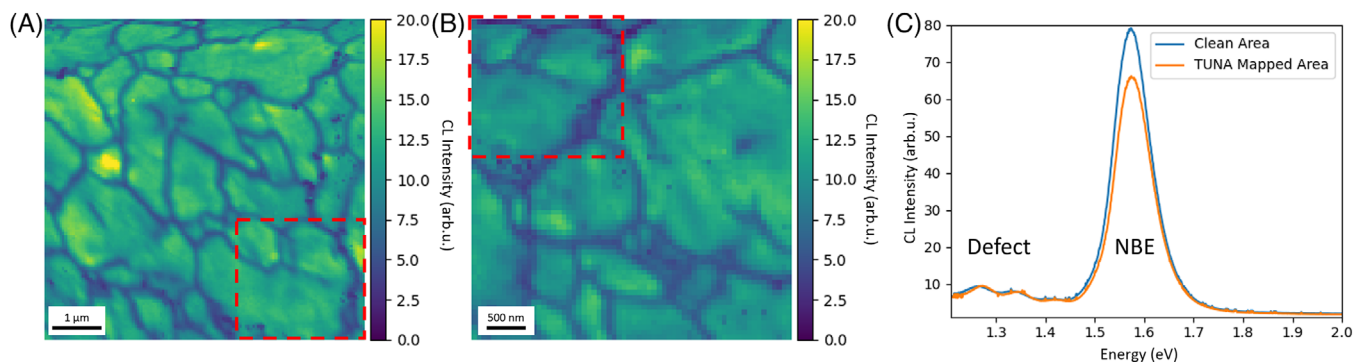 (A)
20.0
17.5
15.0
12.5
10.0
7.5
5.0
2.5
0.0
CL Intensity (arb.u.)
1 µm
(B)
20.0
17.5
15.0
12.5
10.0
7.5
5.0
2.5
0.0
CL Intensity (arb.u.)
500 nm
(C)
80
70
60
50
40
30
20
10
CL Intensity (arb.u.)
Clean Area
TUNA Mapped Area
Defect
NBE
1.3 1.4 1.5 1.6 1.7 1.8 1.9 2.0
Energy (eV)